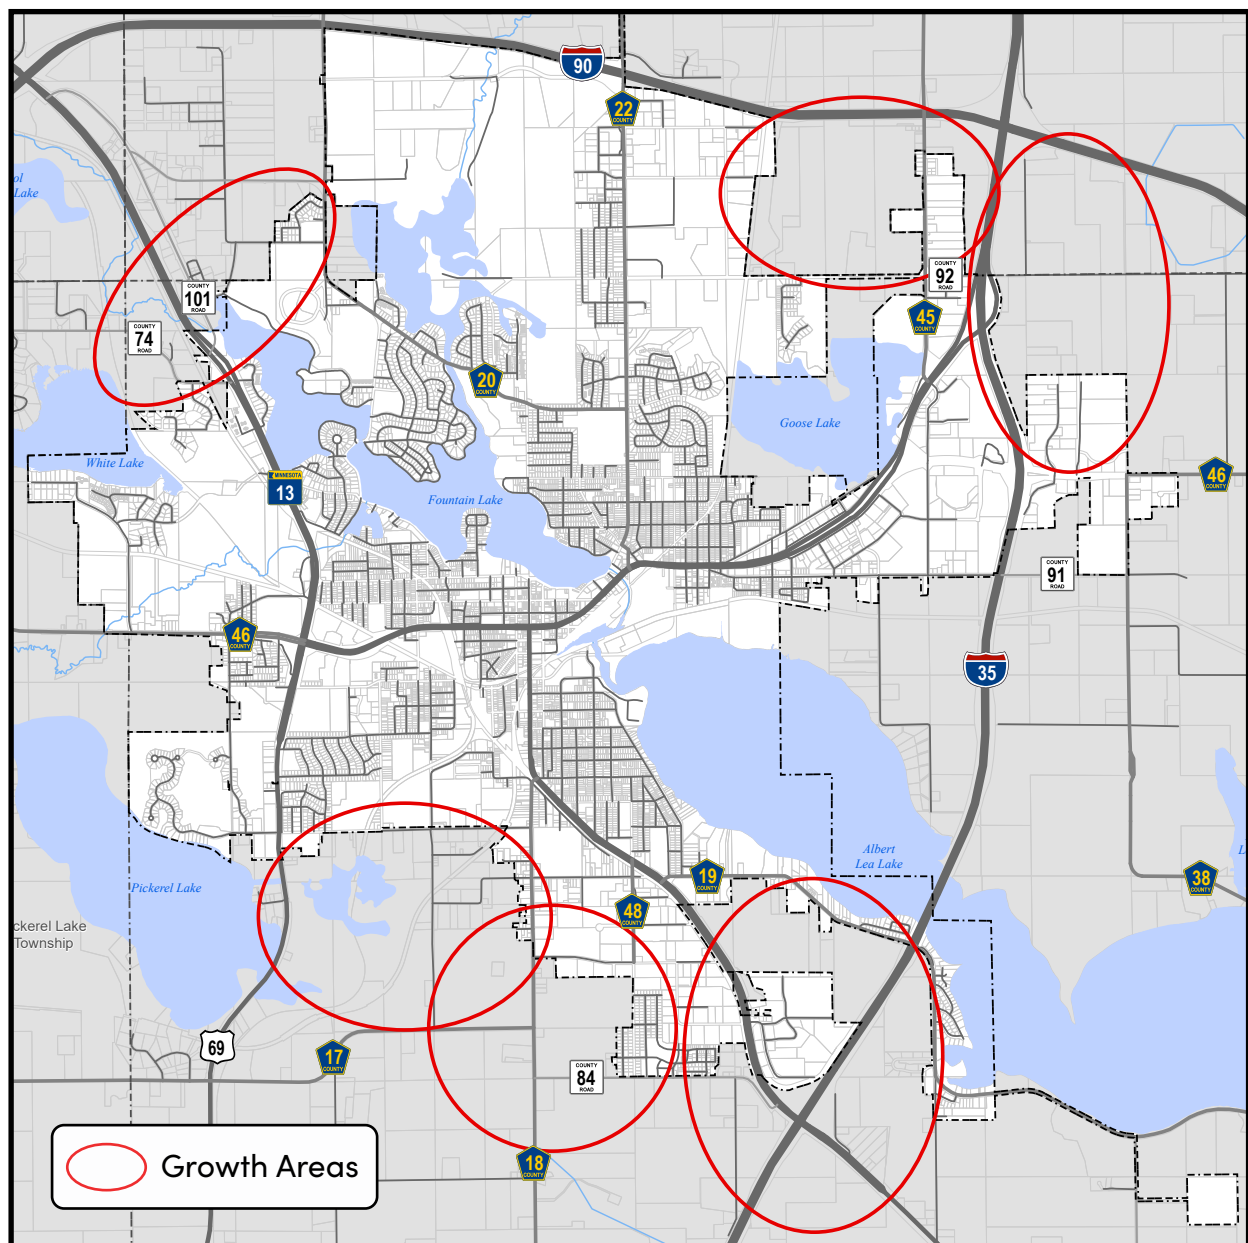 90
22
COUNTY
ol
Lake
COUNTY
101
ROAD
COUNTY
92
ROAD
COUNTY
74
ROAD
45
COUNTY
20
COUNTY
Goose Lake
White Lake
MINNESOTA
13
Fountain Lake
46
COUNTY
COUNTY
91
ROAD
46
COUNTY
35
Albert
Lea Lake
L
Pickerel Lake
19
COUNTY
38
COUNTY
48
COUNTY
ckerel Lake
Township
69
17
COUNTY
COUNTY
84
ROAD
18
COUNTY
Growth Areas